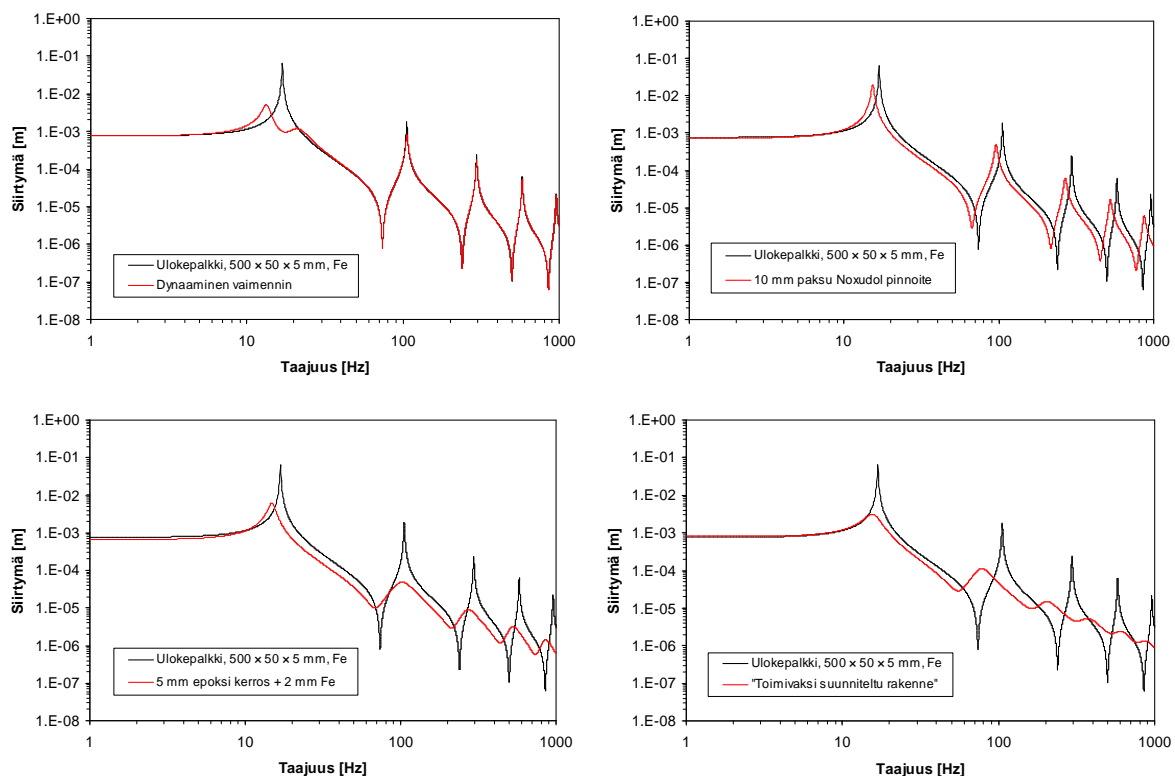 1.E+00
1.E-01
1.E-02
1.E-03
1.E-04
1.E-05
1.E-06
1.E-07
1.E-08
Siirtymä [m]
Ulokepalkki, 500 × 50 × 5 mm, Fe
Dynaaminen vaimennin
1 10 100 1000
Taajuus [Hz]
1.E+00
1.E-01
1.E-02
1.E-03
1.E-04
1.E-05
1.E-06
1.E-07
1.E-08
Siirtymä [m]
Ulokepalkki, 500 × 50 × 5 mm, Fe
10 mm paksu Noxudol pinnoite
1 10 100 1000
Taajuus [Hz]
1.E+00
1.E-01
1.E-02
1.E-03
1.E-04
1.E-05
1.E-06
1.E-07
1.E-08
Siirtymä [m]
Ulokepalkki, 500 × 50 × 5 mm, Fe
5 mm epoksi kerros + 2 mm Fe
1 10 100 1000
Taajuus [Hz]
1.E+00
1.E-01
1.E-02
1.E-03
1.E-04
1.E-05
1.E-06
1.E-07
1.E-08
Siirtymä [m]
Ulokepalkki, 500 × 50 × 5 mm, Fe
"Toimivaksi suunniteltu rakenne"
1 10 100 1000
Taajuus [Hz]